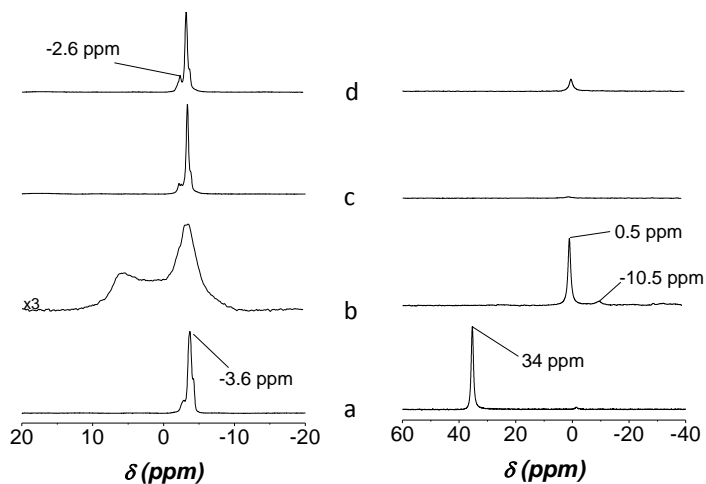 -2.6 ppm
d
c
0.5 ppm
-10.5 ppm
x3
b
-3.6 ppm
34 ppm
a
20 10 0 -10 -20
60 40 20 0 -20 -40
δ (ppm)
δ (ppm)